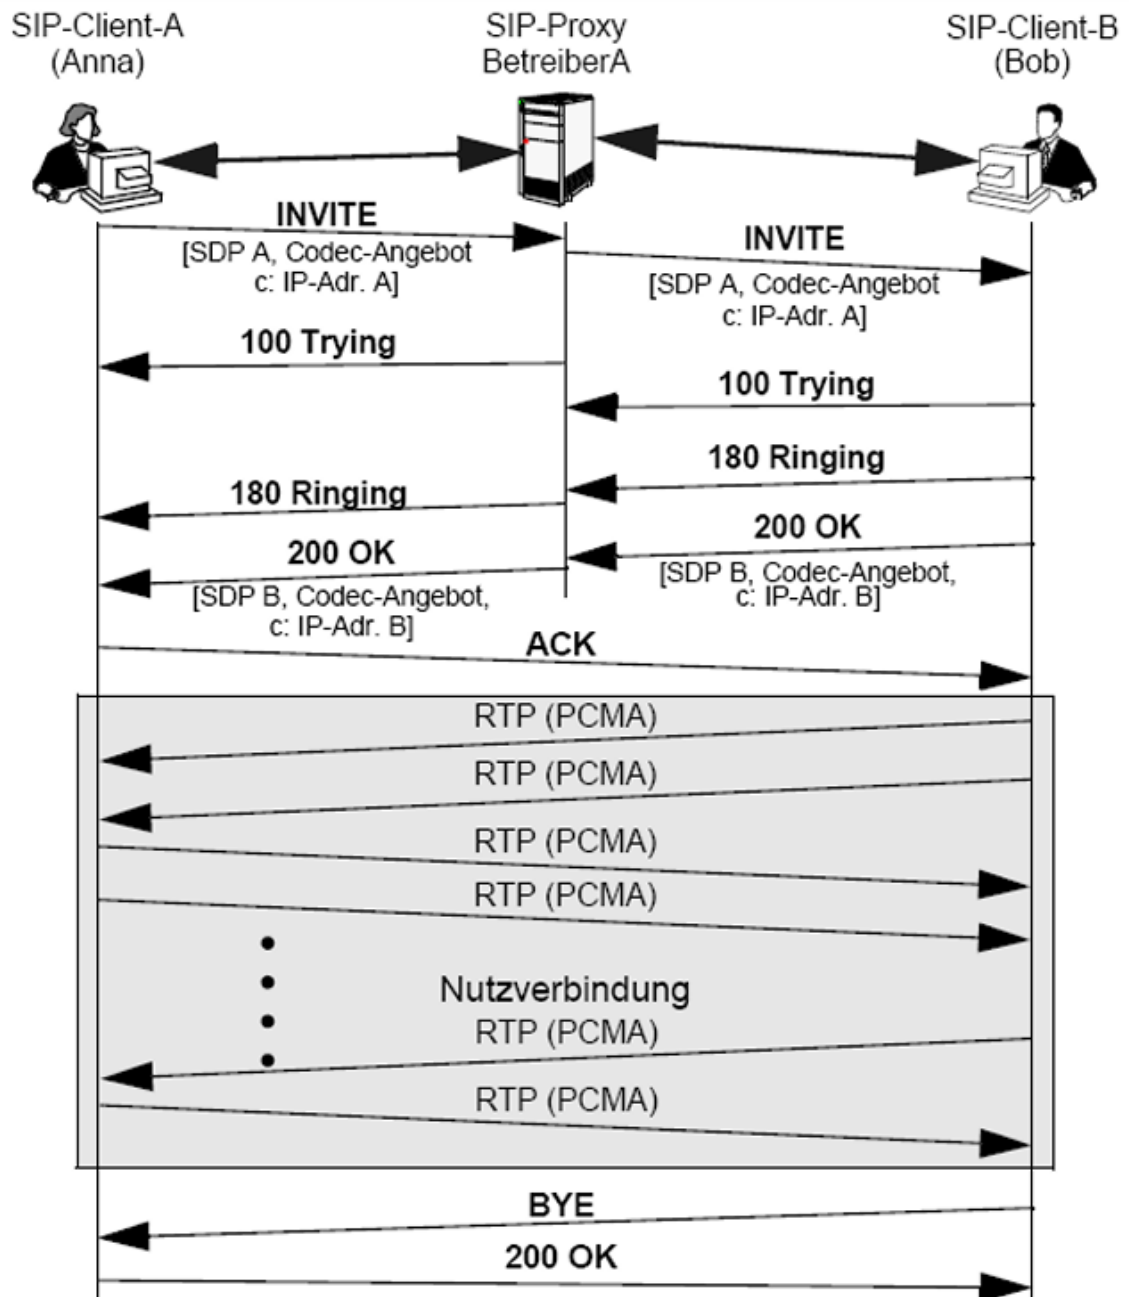 SIP-Client-A
(Anna)
SIP-Proxy
BetreiberA
SIP-Client-B
(Bob)
INVITE
[SDP A, Codec-Angebot
c: IP-Adr. A]
INVITE
[SDP A, Codec-Angebot
c: IP-Adr. A]
100 Trying
100 Trying
180 Ringing
180 Ringing
200 OK
[SDP B, Codec-Angebot,
c: IP-Adr. B]
200 OK
[SDP B, Codec-Angebot,
c: IP-Adr. B]
ACK
RTP (PCMA)
RTP (PCMA)
RTP (PCMA)
RTP (PCMA)
Nutzverbindung
RTP (PCMA)
RTP (PCMA)
BYE
200 OK